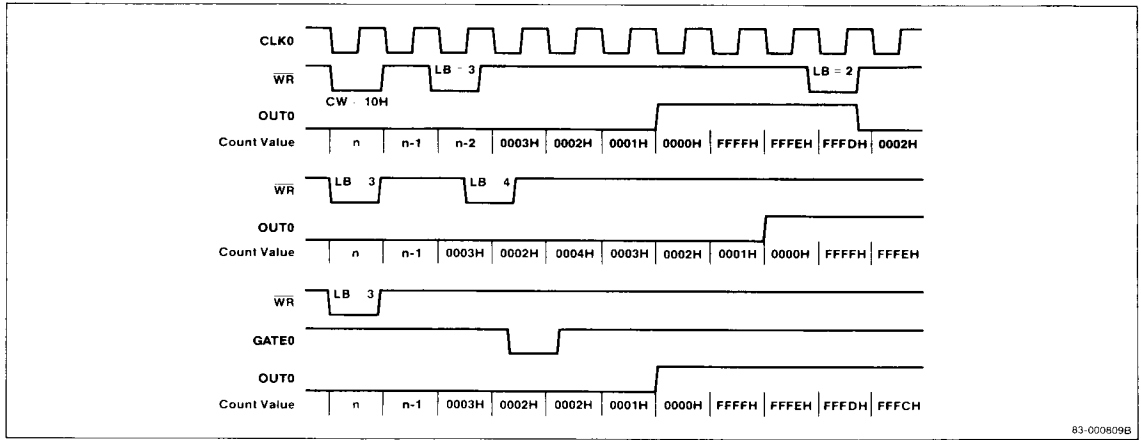 CLK0
WR LB = 3 LB = 2
CW 10H
OUT0
Count Value n n-1 n-2 0003H 0002H 0001H 0000H FFFFH FFFEH FFFDH 0002H
WR LB 3 LB 4
OUT0
Count Value n n-1 0003H 0002H 0004H 0003H 0002H 0001H 0000H FFFFH FFFEH
WR LB 3
GATE0
OUT0
Count Value n n-1 0003H 0002H 0002H 0001H 0000H FFFFH FFFEH FFFDH FFFCH
83-000809B